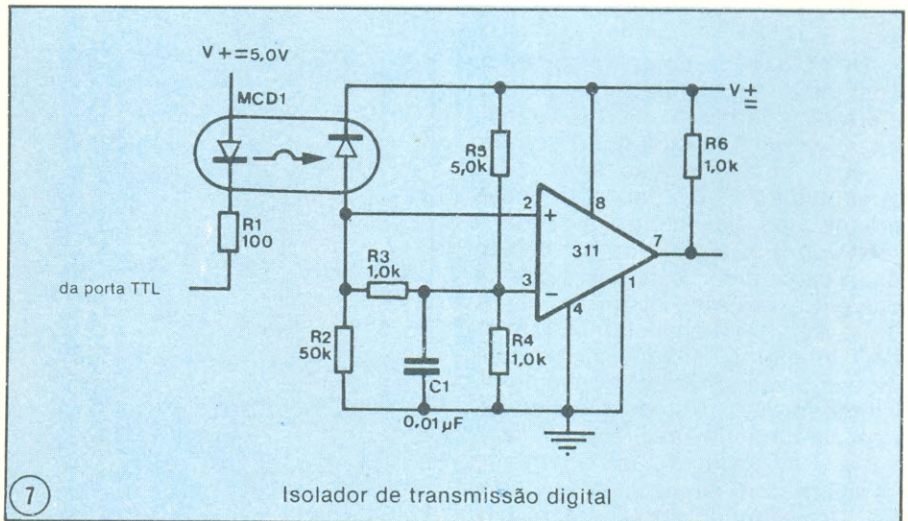 V+=5,0V
MCD1
V+
=
R5
5,0k
R6
1,0k
2
+
8
R1
100
311
7
R3
1,0k
3
−
1
da porta TTL
4
R2
50k
R4
1,0k
C1
0.01µF
7
Isolador de transmissão digital